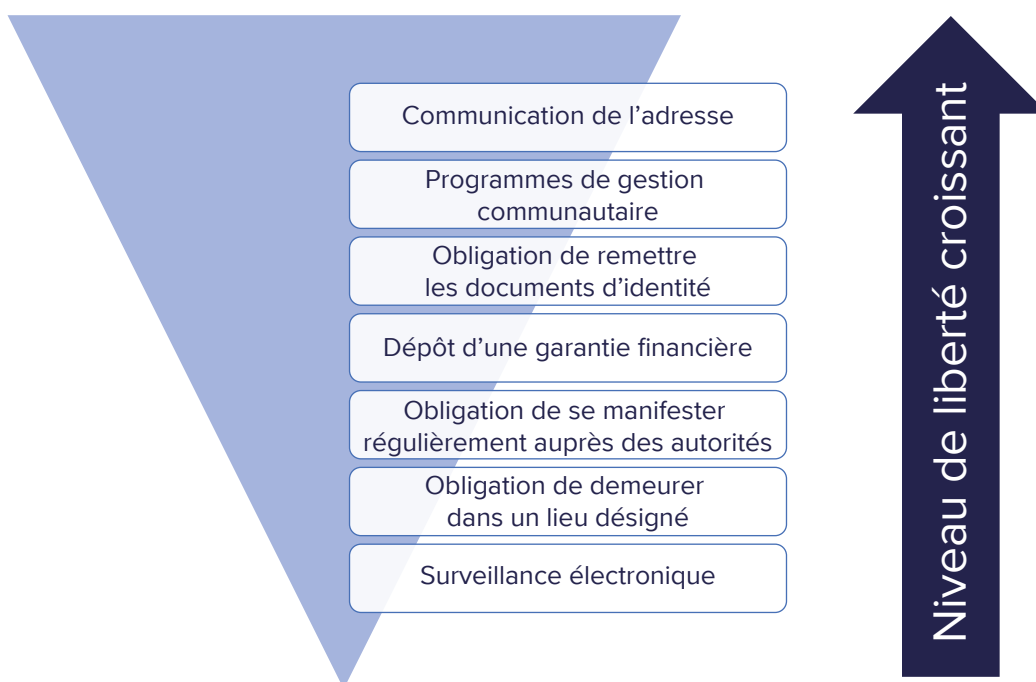 Communication de l’adresse
Programmes de gestion
communautaire
Obligation de remettre
les documents d’identité
Dépôt d’une garantie financière
Obligation de se manifester
régulièrement auprès des autorités
Obligation de demeurer
dans un lieu désigné
Surveillance électronique
Niveau de liberté croissant